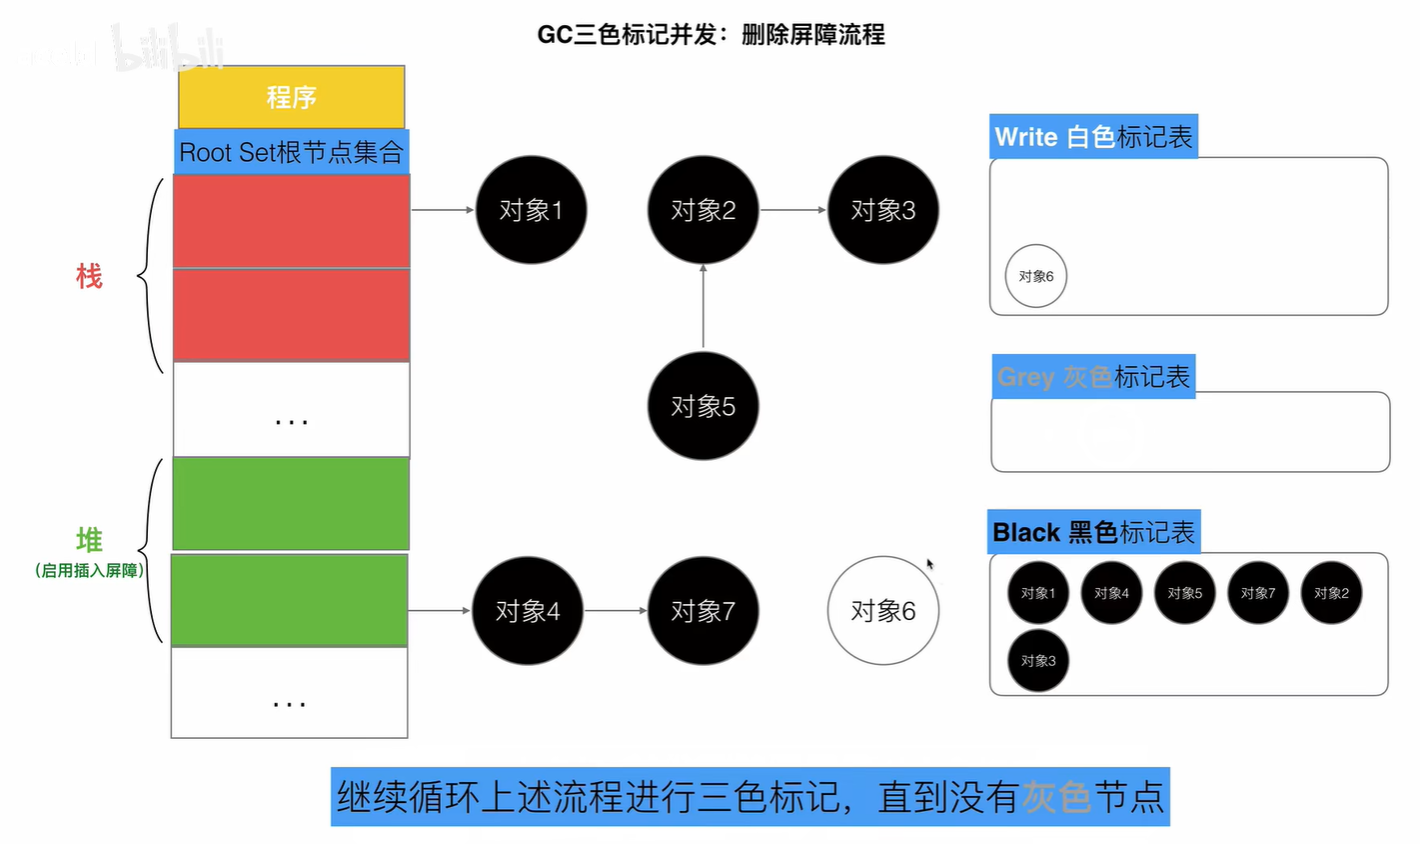 GC三色标记并发：删除屏障流程
bilibili
程序
Root Set根节点集合
栈
...
堆
(启用插入屏障)
...
对象1
对象2
对象3
对象5
对象4
对象7
对象6
Write 白色标记表
对象6
Grey 灰色标记表
Black 黑色标记表
对象1
对象4
对象5
对象7
对象2
对象3
继续循环上述流程进行三色标记，直到没有灰色节点